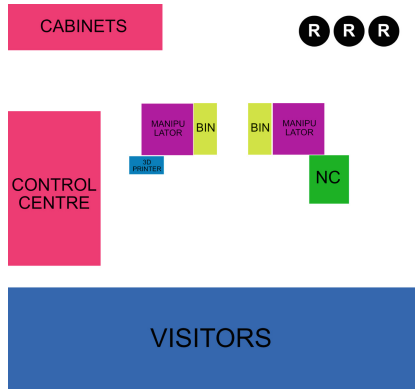 CABINETS
R R R
MANIPU
LATOR
BIN
BIN
MANIPU
LATOR
3D
PRINTER
CONTROL
CENTRE
NC
VISITORS